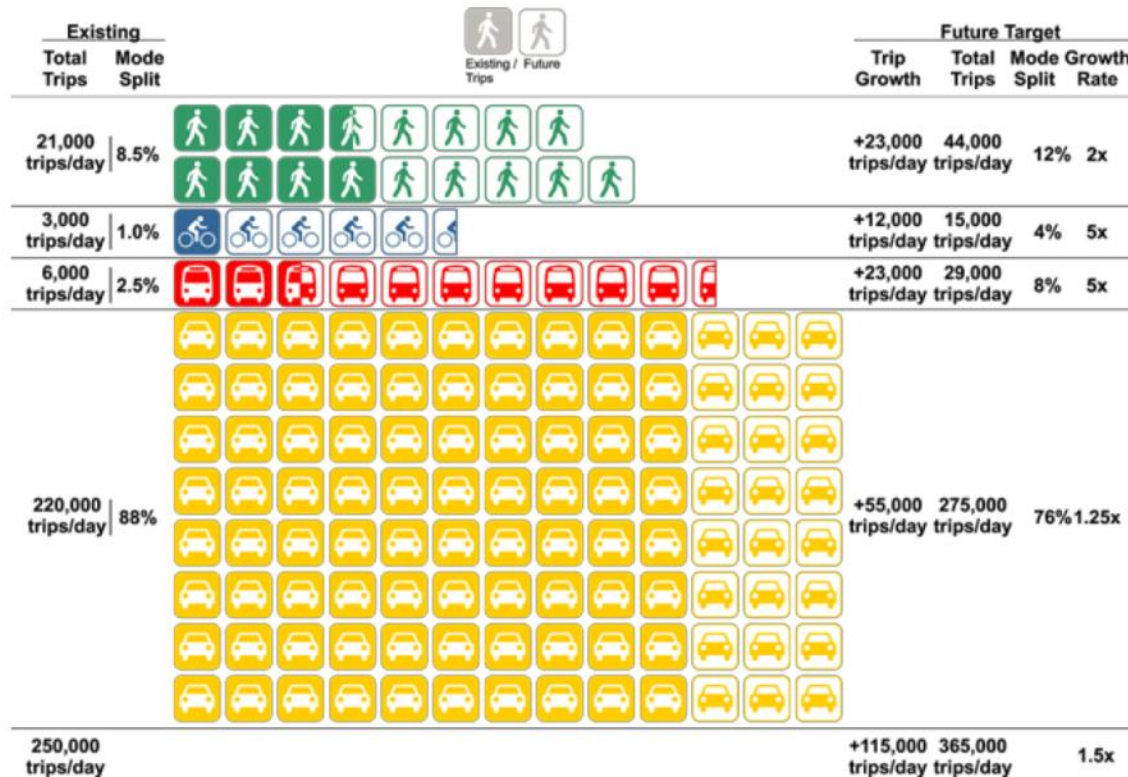 Existing
Total Mode
Trips Split
Existing / Future
Trips
Future Target
Trip Total Mode Growth
Growth Trips Split Rate
21,000
trips/day
8.5%
+23,000 44,000
trips/day trips/day
12% 2x
3,000
trips/day
1.0%
+12,000 15,000
trips/day trips/day
4% 5x
6,000
trips/day
2.5%
+23,000 29,000
trips/day trips/day
8% 5x
220,000
trips/day
88%
+55,000 275,000
trips/day trips/day
76% 1.25x
250,000
trips/day
+115,000 365,000
trips/day trips/day
1.5x